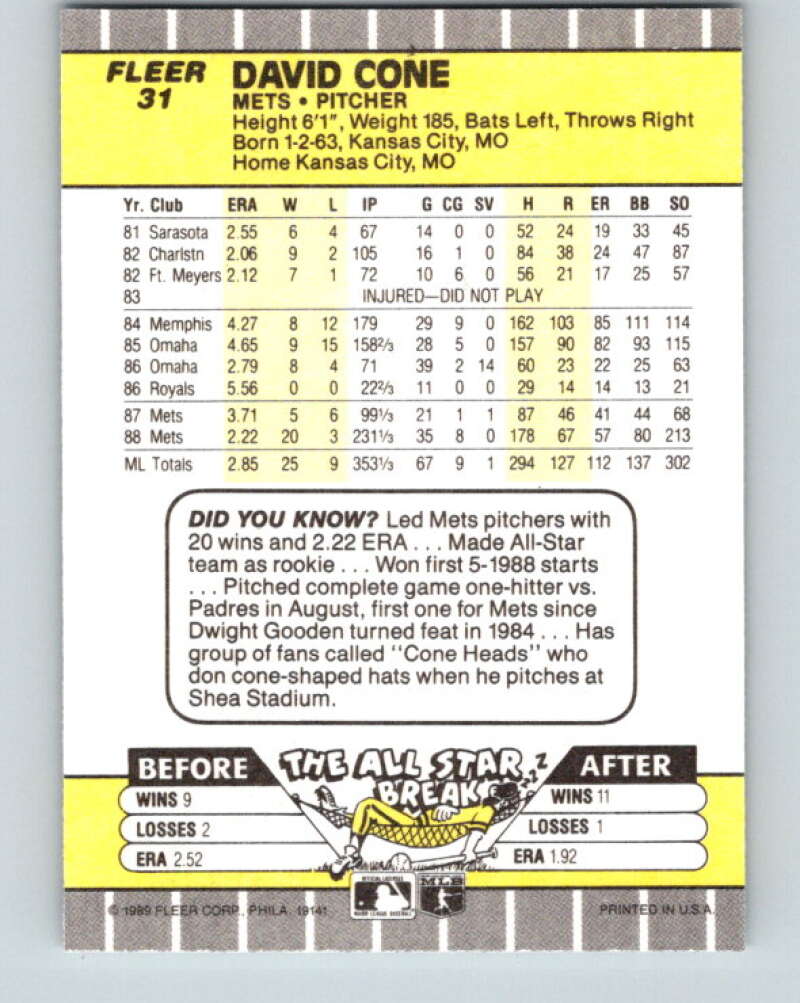 FLEER
31
DAVID CONE
METS • PITCHER
Height 6'1", Weight 185, Bats Left, Throws Right
Born 1-2-63, Kansas City, MO
Home Kansas City, MO
Yr. Club ERA W L IP G CG SV H R ER BB SO
81 Sarasota 2.55 6 4 67 14 0 0 52 24 19 33 45
82 Charlstn 2.06 9 2 105 16 1 0 84 38 24 47 87
82 Ft. Meyers 2.12 7 1 72 10 6 0 56 21 17 25 57
83 INJURED—DID NOT PLAY
84 Memphis 4.27 8 12 179 29 9 0 162 103 85 111 114
85 Omaha 4.65 9 15 158⅔ 28 5 0 157 90 82 93 115
86 Omaha 2.79 8 4 71 39 2 14 60 23 22 25 63
86 Royals 5.56 0 0 22⅔ 11 0 0 29 14 14 13 21
87 Mets 3.71 5 6 99⅓ 21 1 1 87 46 41 44 68
88 Mets 2.22 20 3 231⅓ 35 8 0 178 67 57 80 213
ML Totals 2.85 25 9 353⅓ 67 9 1 294 127 112 137 302
DID YOU KNOW? Led Mets pitchers with
20 wins and 2.22 ERA . . . Made All-Star
team as rookie . . . Won first 5-1988 starts
. . . Pitched complete game one-hitter vs.
Padres in August, first one for Mets since
Dwight Gooden turned feat in 1984 . . . Has
group of fans called "Cone Heads" who
don cone-shaped hats when he pitches at
Shea Stadium.
BEFORE
WINS 9
LOSSES 2
ERA 2.52
THE ALL STAR
BREAK
ZZZ
AFTER
WINS 11
LOSSES 1
ERA 1.92
OFFICIAL LICENSEE
MAJOR LEAGUE BASEBALL
MLB
© 1989 FLEER CORP., PHILA. 19141
PRINTED IN U.S.A.